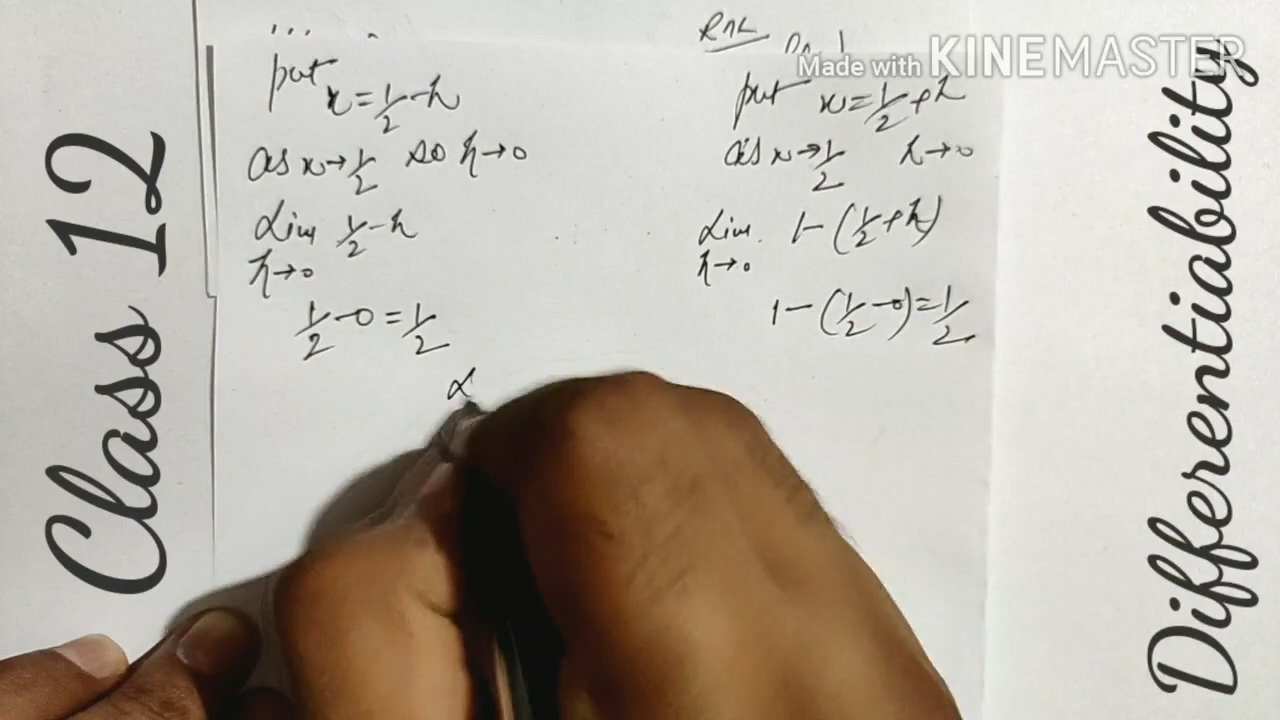 Class 12
put x = 1/2 - h
as x → 1/2 so h → 0
Lim h → 0 1/2 - h
1/2 - 0 = 1/2
RHL
put x = 1/2 + h
as x → 1/2 h → 0
Lim h → 0 1 - (1/2 + h)
1 - (1/2 - 0) = 1/2
Made with KINEMASTER
Differentiability